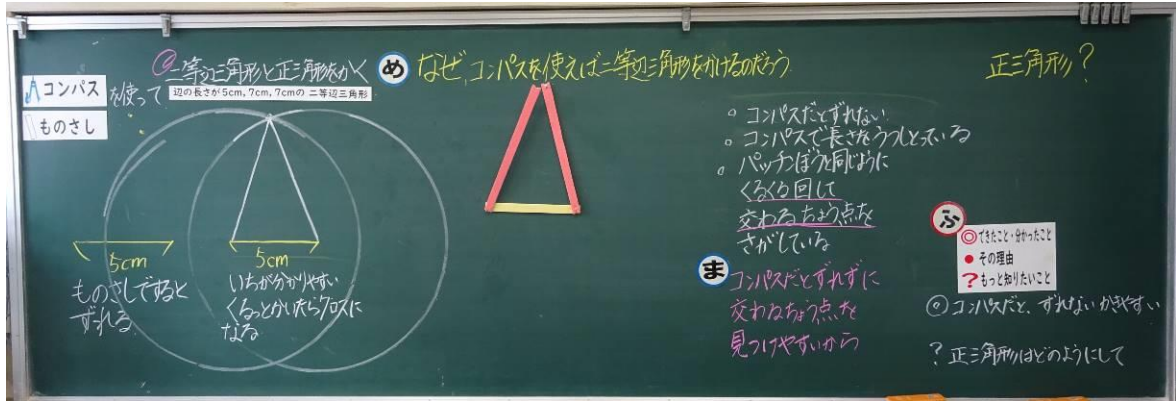 二等辺三角形と正三角形をかく
コンパス
を使って
ものさし
辺の長さが5cm, 7cm, 7cmの 二等辺三角形
5cm
ものさしですると
ずれる
5cm
いちが分かりやすい
くるっとかいたらクロスに
なる
め
なぜ、コンパスを使えば二等辺三角形をかけるのだろう
。コンパスだとずれない
。コンパスで長さをうつしとっている
。パッチンぼうと同じように
くるくる回して
交わるちょう点を
さがしている
ま
コンパスだとずれずに
交わるちょう点を
見つけやすいから
正三角形?
ふ
◎できたこと・分かったこと
●その理由
?もっと知りたいこと
◎コンパスだと、ずれない かきやすい
? 正三角形はどのようにして